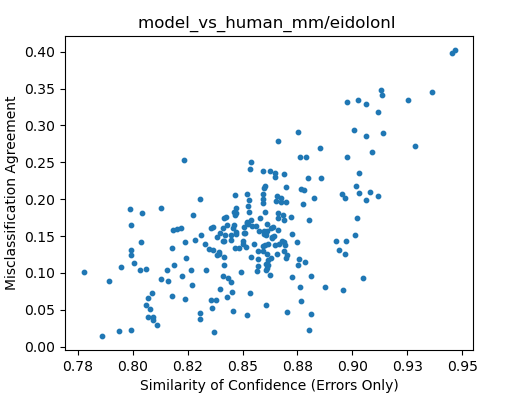 model_vs_human_mm/eidolonI
Misclassification Agreement
0.40
0.35
0.30
0.25
0.20
0.15
0.10
0.05
0.00
0.78 0.80 0.82 0.85 0.88 0.90 0.93 0.95
Similarity of Confidence (Errors Only)